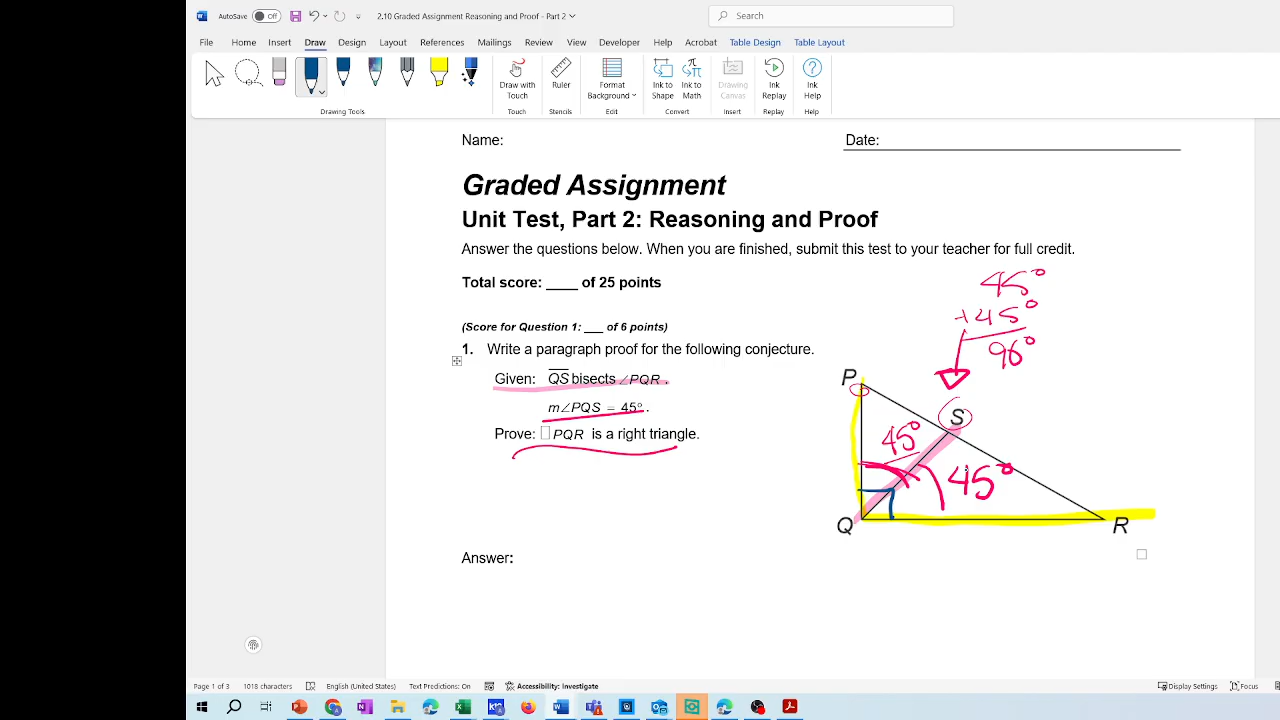 AutoSave Off 2.10 Graded Assignment Reasoning and Proof - Part 2 Search
File Home Insert Draw Design Layout References Mailings Review View Developer Help Acrobat Table Design Table Layout
Draw with Touch Ruler Format Background Ink to Shape Ink to Math Drawing Canvas Ink Replay Ink Help
Drawing Tools Touch Stencils Edit Convert Insert Replay Help
Name: Date:
Graded Assignment
Unit Test, Part 2: Reasoning and Proof
Answer the questions below. When you are finished, submit this test to your teacher for full credit.
Total score: ____ of 25 points
(Score for Question 1: ___ of 6 points)
1. Write a paragraph proof for the following conjecture.
Given: QS bisects ∠PQR.
m∠PQS = 45°.
Prove: □PQR is a right triangle.
45°
+45°
90°
P
S
45°
45°
Q
R
Answer:
Page 1 of 3 1018 characters English (United States) Text Predictions: On Accessibility: Investigate Display Settings Focus